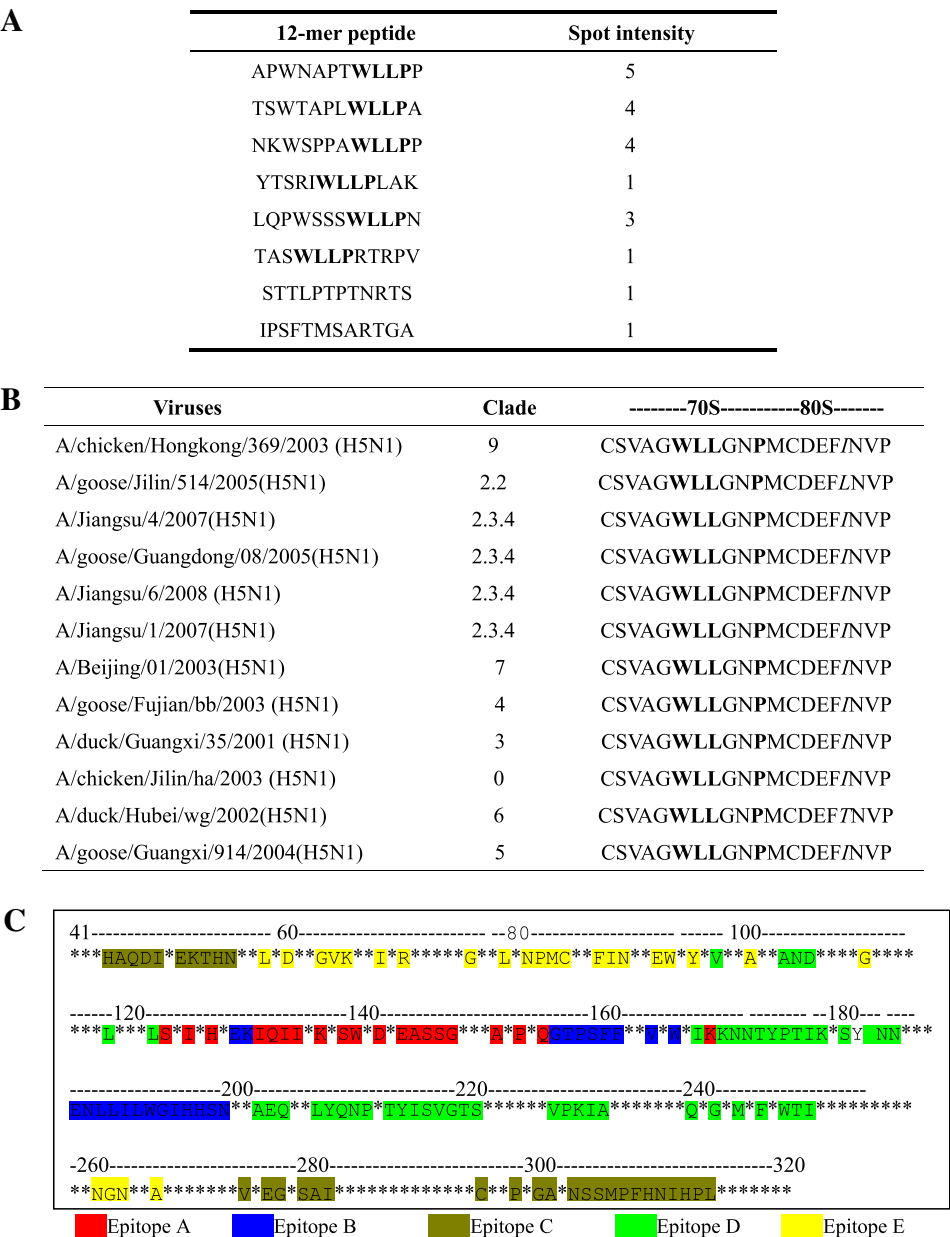 A
12-mer peptide Spot intensity
APWNAPTWLLPP 5
TSWTAPLWLLPA 4
NKWSPPAWLLPP 4
YTSRIWLLPLAK 1
LQPWSSSWLLPN 3
TASWLLPRTRPV 1
STTLPTPTNRTS 1
IPSFTMSARTGA 1
B
Viruses Clade --------70S-----------80S-------
A/chicken/Hongkong/369/2003 (H5N1) 9 CSVAGWLLGNPMCDEFINVP
A/goose/Jilin/514/2005(H5N1) 2.2 CSVAGWLLGNPMCDEFLNVP
A/Jiangsu/4/2007(H5N1) 2.3.4 CSVAGWLLGNPMCDEFINVP
A/goose/Guangdong/08/2005(H5N1) 2.3.4 CSVAGWLLGNPMCDEFINVP
A/Jiangsu/6/2008 (H5N1) 2.3.4 CSVAGWLLGNPMCDEFINVP
A/Jiangsu/1/2007(H5N1) 2.3.4 CSVAGWLLGNPMCDEFINVP
A/Beijing/01/2003(H5N1) 7 CSVAGWLLGNPMCDEFINVP
A/goose/Fujian/bb/2003 (H5N1) 4 CSVAGWLLGNPMCDEFINVP
A/duck/Guangxi/35/2001 (H5N1) 3 CSVAGWLLGNPMCDEFINVP
A/chicken/Jilin/ha/2003 (H5N1) 0 CSVAGWLLGNPMCDEFINVP
A/duck/Hubei/wg/2002(H5N1) 6 CSVAGWLLGNPMCDEFTNVP
A/goose/Guangxi/914/2004(H5N1) 5 CSVAGWLLGNPMCDEFINVP
C
41------------------------------ 60---------------------------- --80--------------------- ------ 100-------------------
***HAQDI*EKTHN**L*D**GVK**I*R*****G**L*NPMC**FIN**EW*Y*V**A**AND****G****
------120--------------------------------140--------------------------------160-----------------------------180--- ----
***L***L*S*I*H**EKIQII*K*SW*D*EASSG***A*P*QGTPSFF**V*W*IKKNNTYPTIK*SY NN***
-----------------------200-----------------------------220-----------------------------240-------------------------
ENLLILWGIHHSN**AEQ**LYQNP*TYISVGTS******VPKIA*******Q*G*M*F*WTI*********
-260---------------------------280----------------------------300------------------------------320
**NGN**A*******V*EG*SAI************C**P*GA*NSSMPFHNIHPL*******
Epitope A Epitope B Epitope C Epitope D Epitope E